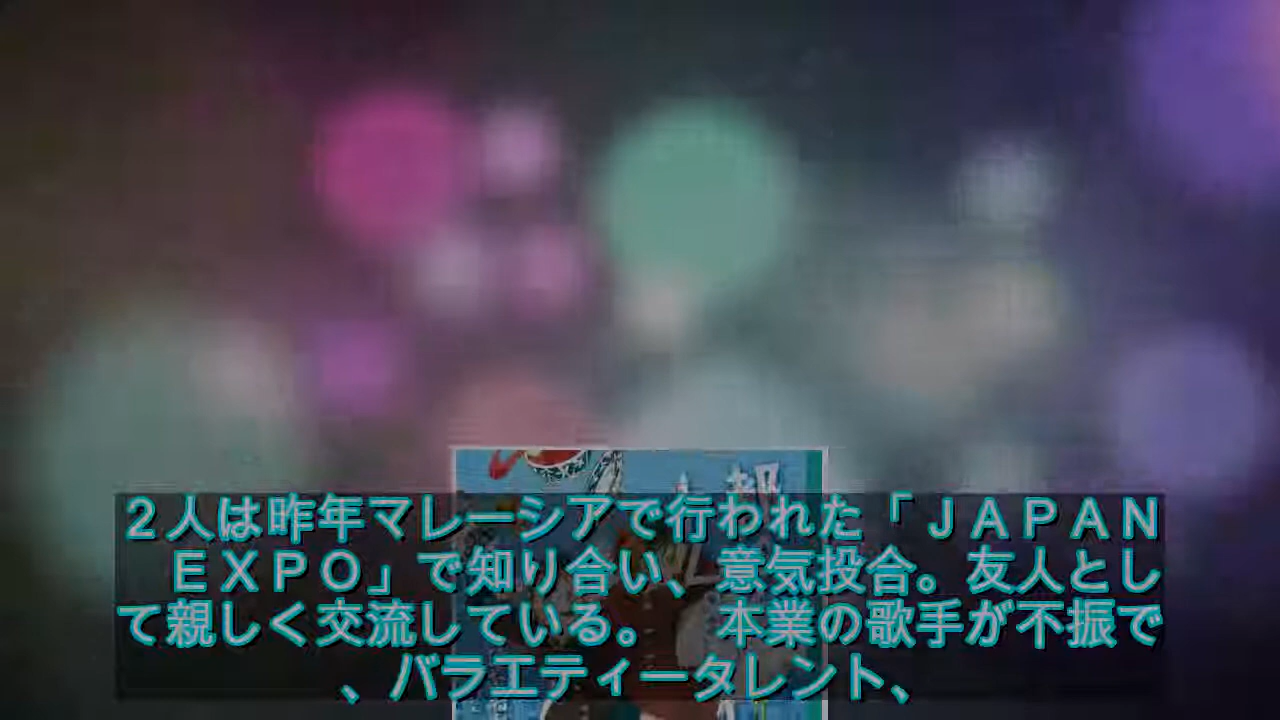 ２人は昨年マレーシアで行われた「ＪＡＰＡＮ
ＥＸＰＯ」で知り合い、意気投合。友人とし
て親しく交流している。　本業の歌手が不振で
、バラエティータレント、